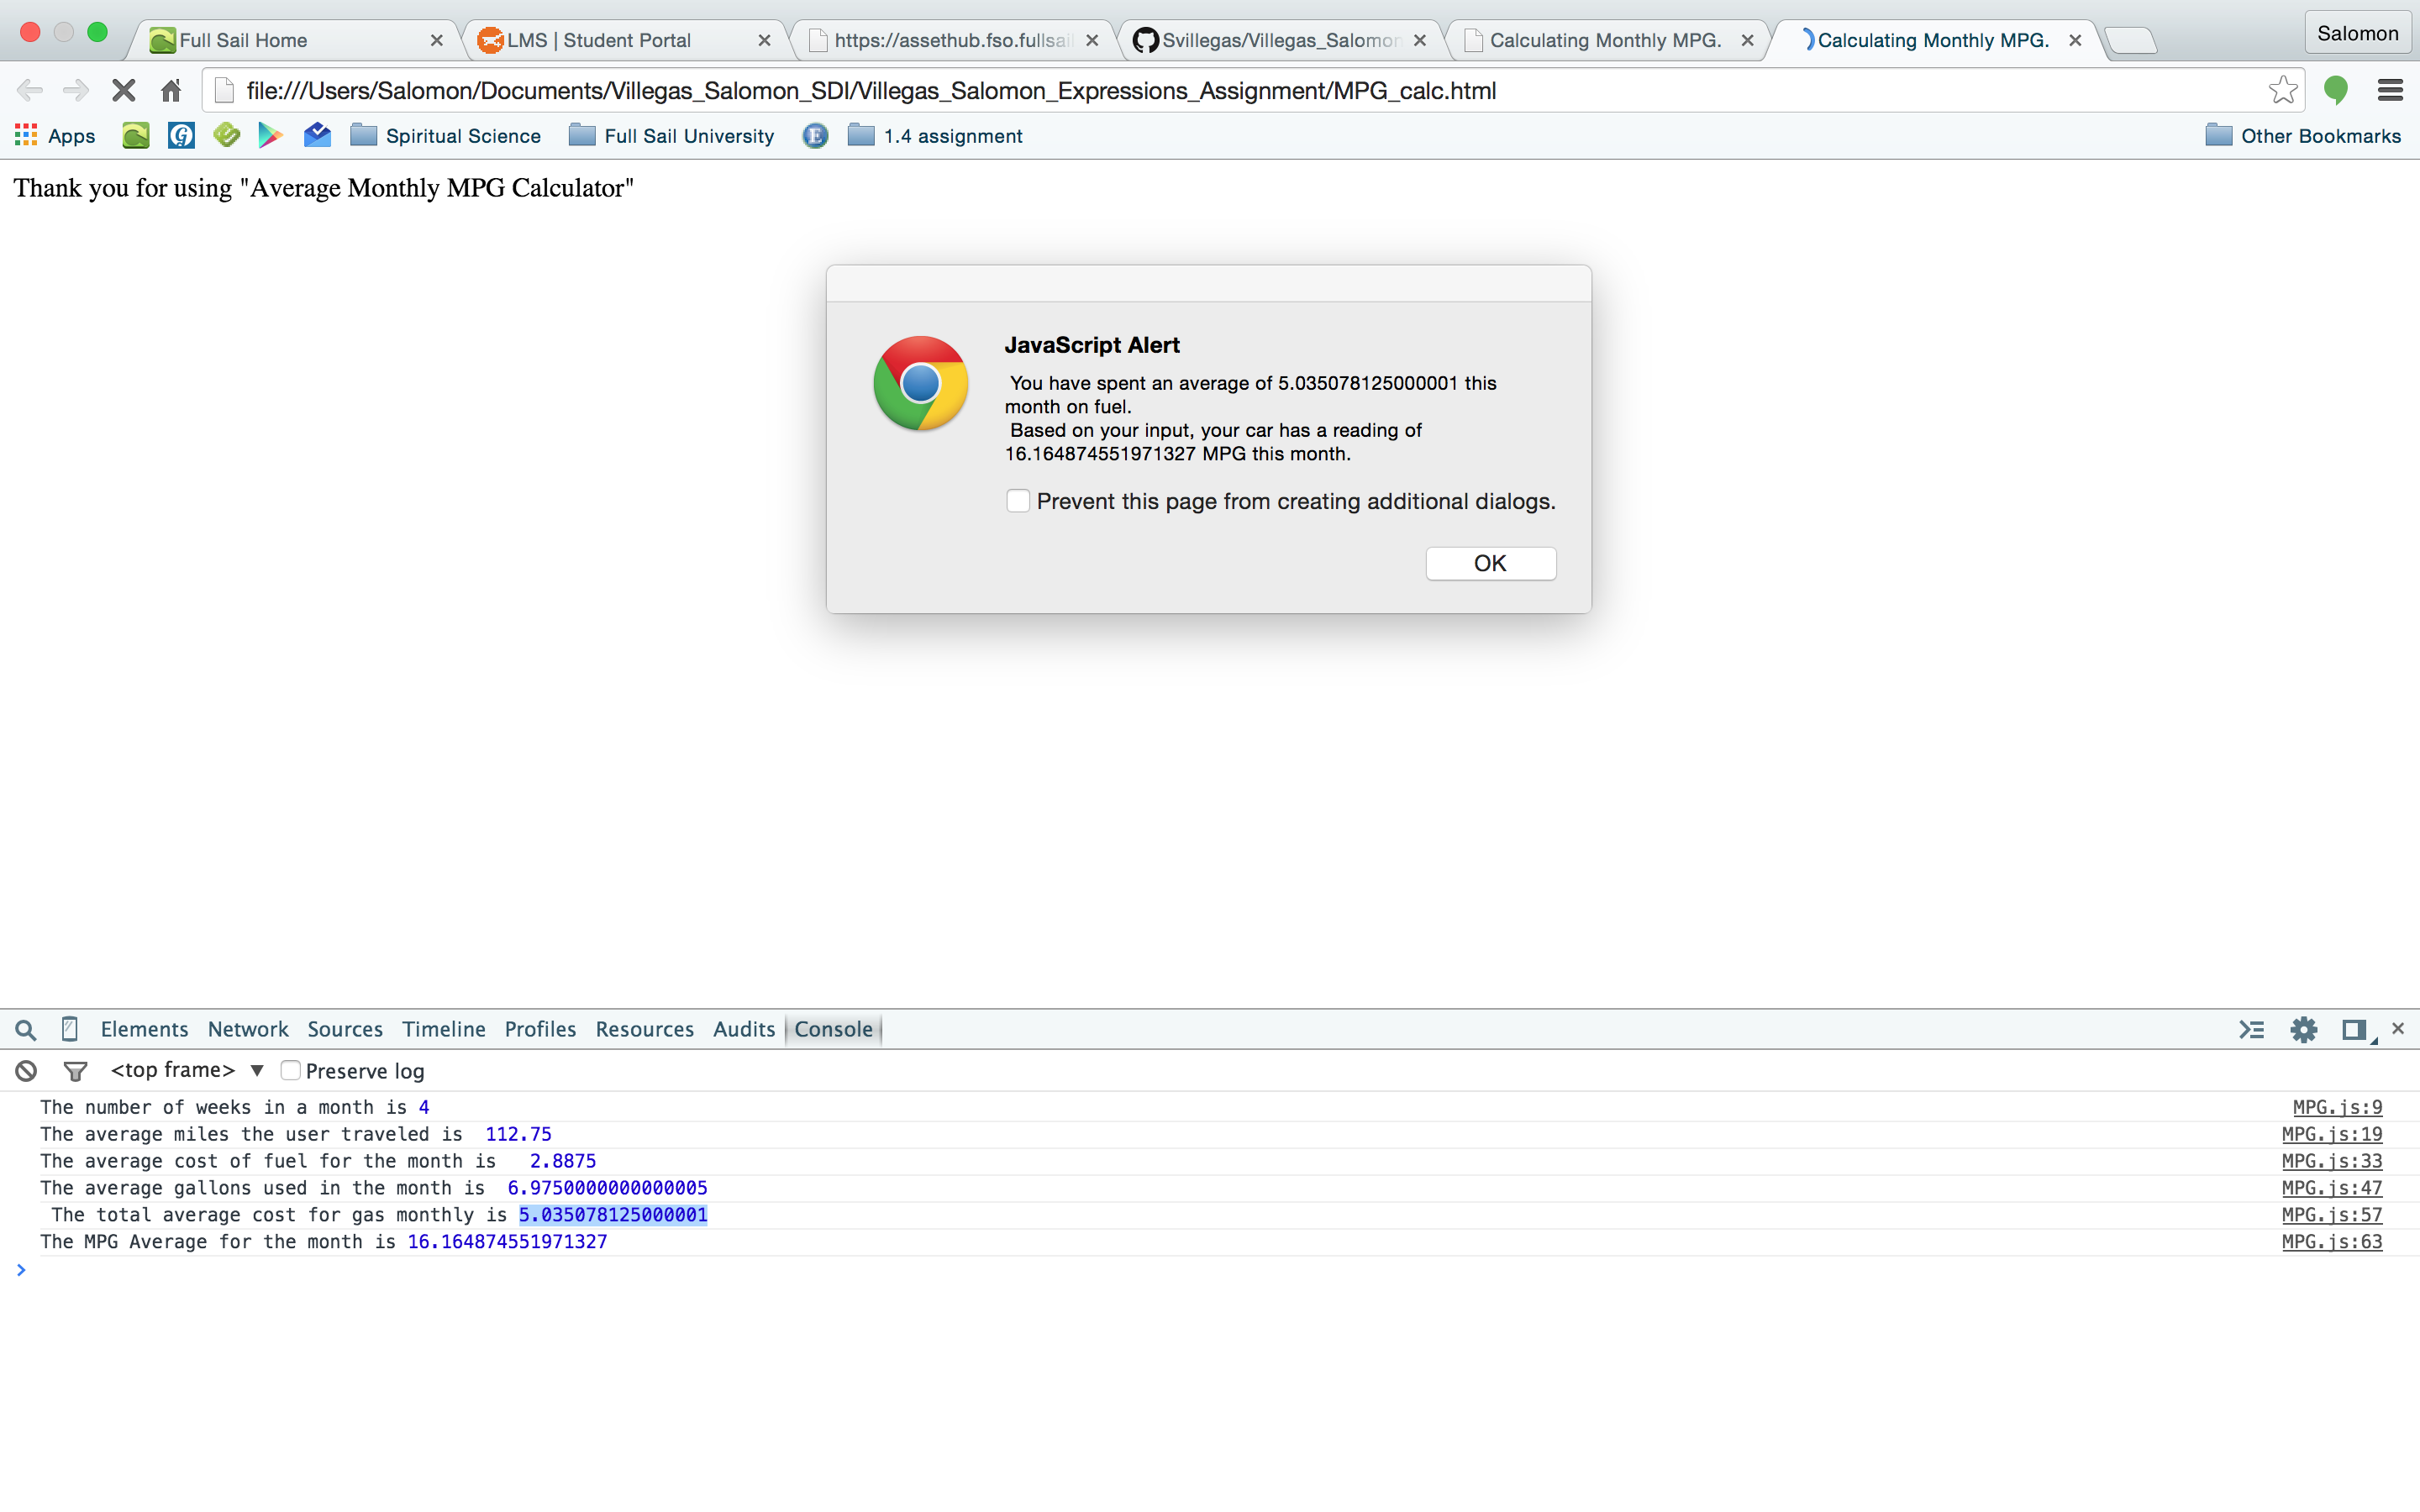 Full Sail Home
LMS | Student Portal
https://assethub.fso.fullsai
Svillegas/Villegas_Salomon
Calculating Monthly MPG.
Calculating Monthly MPG.
Salomon
file:///Users/Salomon/Documents/Villegas_Salomon_SDI/Villegas_Salomon_Expressions_Assignment/MPG_calc.html
Apps
Spiritual Science
Full Sail University
E
1.4 assignment
Other Bookmarks
Thank you for using "Average Monthly MPG Calculator"
JavaScript Alert
You have spent an average of 5.035078125000001 this
month on fuel.
Based on your input, your car has a reading of
16.164874551971327 MPG this month.
Prevent this page from creating additional dialogs.
OK
Elements Network Sources Timeline Profiles Resources Audits Console
<top frame> ▼ Preserve log
The number of weeks in a month is 4 MPG.js:9
The average miles the user traveled is 112.75 MPG.js:19
The average cost of fuel for the month is 2.8875 MPG.js:33
The average gallons used in the month is 6.9750000000000005 MPG.js:47
The total average cost for gas monthly is 5.035078125000001 MPG.js:57
The MPG Average for the month is 16.164874551971327 MPG.js:63